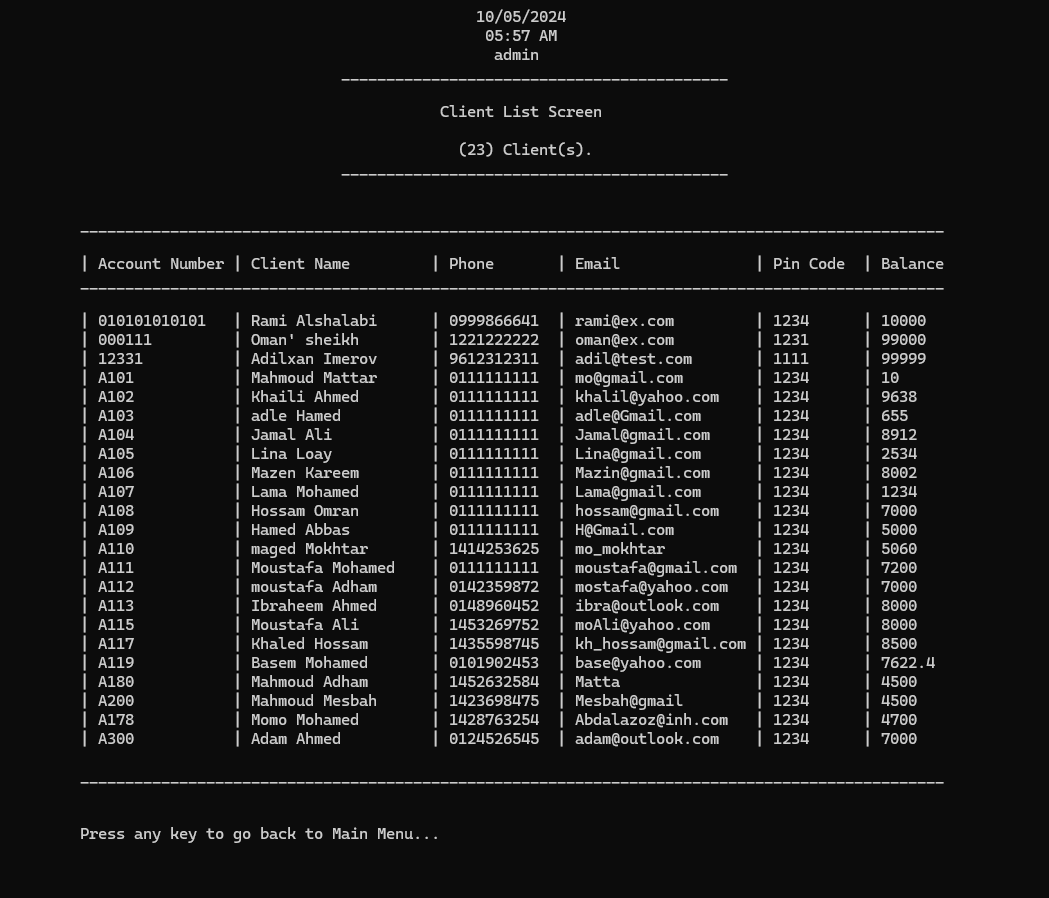 10/05/2024
05:57 AM
admin
___________________________________________
Client List Screen
(23) Client(s).
___________________________________________
________________________________________________________________________________________________
| Account Number | Client Name | Phone | Email | Pin Code | Balance
________________________________________________________________________________________________
| 010101010101 | Rami Alshalabi | 0999866641 | rami@ex.com | 1234 | 10000
| 000111 | Oman' sheikh | 1221222222 | oman@ex.com | 1231 | 99000
| 12331 | Adilxan Imerov | 9612312311 | adil@test.com | 1111 | 99999
| A101 | Mahmoud Mattar | 0111111111 | mo@gmail.com | 1234 | 10
| A102 | Khaili Ahmed | 0111111111 | khalil@yahoo.com | 1234 | 9638
| A103 | adle Hamed | 0111111111 | adle@Gmail.com | 1234 | 655
| A104 | Jamal Ali | 0111111111 | Jamal@gmail.com | 1234 | 8912
| A105 | Lina Loay | 0111111111 | Lina@gmail.com | 1234 | 2534
| A106 | Mazen Kareem | 0111111111 | Mazin@gmail.com | 1234 | 8002
| A107 | Lama Mohamed | 0111111111 | Lama@gmail.com | 1234 | 1234
| A108 | Hossam Omran | 0111111111 | hossam@gmail.com | 1234 | 7000
| A109 | Hamed Abbas | 0111111111 | H@Gmail.com | 1234 | 5000
| A110 | maged Mokhtar | 1414253625 | mo_mokhtar | 1234 | 5060
| A111 | Moustafa Mohamed | 0111111111 | moustafa@gmail.com | 1234 | 7200
| A112 | moustafa Adham | 0142359872 | mostafa@yahoo.com | 1234 | 7000
| A113 | Ibraheem Ahmed | 0148960452 | ibra@outlook.com | 1234 | 8000
| A115 | Moustafa Ali | 1453269752 | moAli@yahoo.com | 1234 | 8000
| A117 | Khaled Hossam | 1435598745 | kh_hossam@gmail.com | 1234 | 8500
| A119 | Basem Mohamed | 0101902453 | base@yahoo.com | 1234 | 7622.4
| A180 | Mahmoud Adham | 1452632584 | Matta | 1234 | 4500
| A200 | Mahmoud Mesbah | 1423698475 | Mesbah@gmail | 1234 | 4500
| A178 | Momo Mohamed | 1428763254 | Abdalazoz@inh.com | 1234 | 4700
| A300 | Adam Ahmed | 0124526545 | adam@outlook.com | 1234 | 7000
________________________________________________________________________________________________
Press any key to go back to Main Menu...